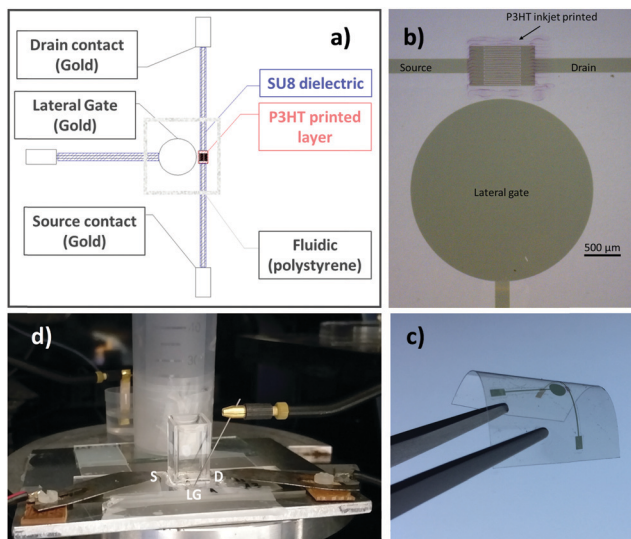 a)
Drain contact
(Gold)
Lateral Gate
(Gold)
SU8 dielectric
P3HT printed
layer
Source contact
(Gold)
Fluidic
(polystyrene)
b)
P3HT inkjet printed
Source
Drain
Lateral gate
500 µm
d)
S
D
LG
c)